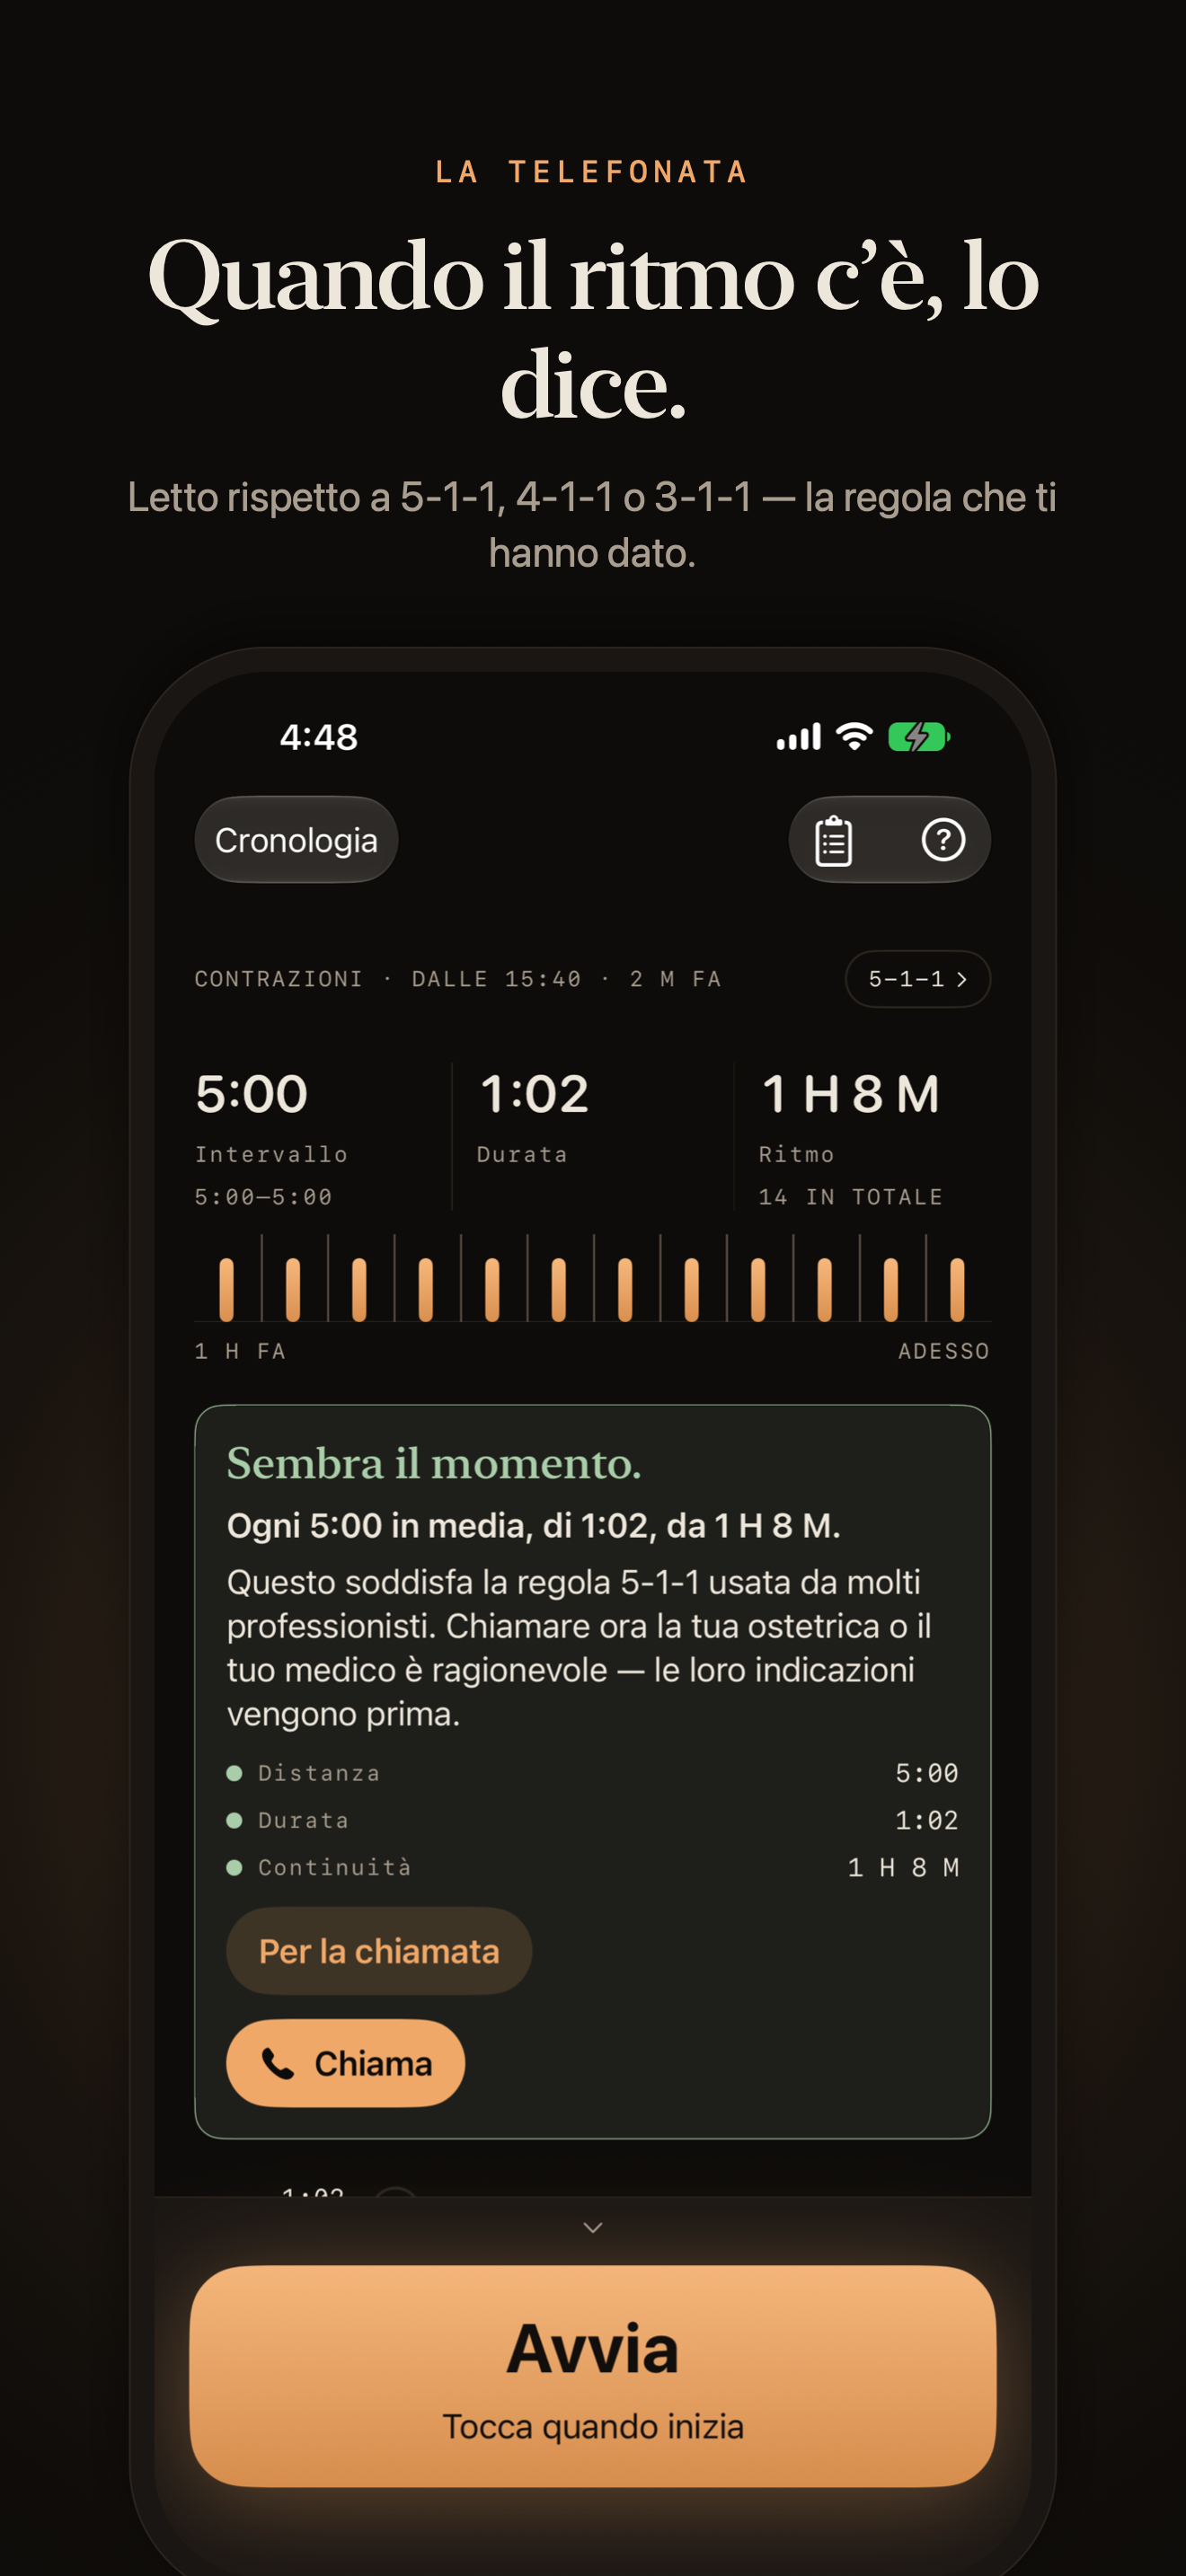 LA TELEFONATA
Quando il ritmo c’è, lo
dice.
Letto rispetto a 5-1-1, 4-1-1 o 3-1-1 — la regola che ti
hanno dato.
4:48
Cronologia
?
CONTRAZIONI · DALLE 15:40 · 2 M FA
5-1-1 >
5:00
1:02
1 H 8 M
Intervallo
Durata
Ritmo
5:00–5:00
14 IN TOTALE
1 H FA
ADESSO
Sembra il momento.
Ogni 5:00 in media, di 1:02, da 1 H 8 M.
Questo soddisfa la regola 5-1-1 usata da molti
professionisti. Chiamare ora la tua ostetrica o il
tuo medico è ragionevole — le loro indicazioni
vengono prima.
Distanza 5:00
Durata 1:02
Continuità 1 H 8 M
Per la chiamata
Chiama
Avvia
Tocca quando inizia